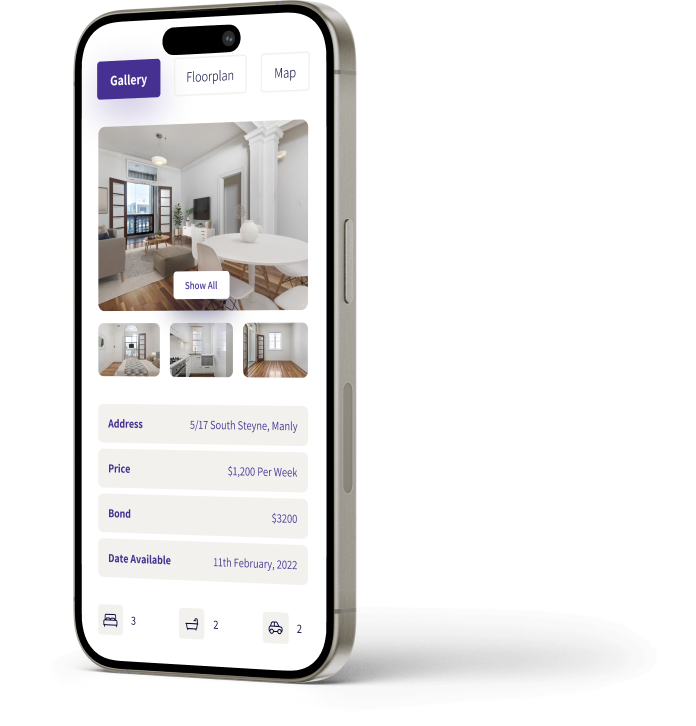 Gallery Floorplan Map
Show All
Address 5/17 South Steyne, Manly
Price $1,200 Per Week
Bond $3200
Date Available 11th February, 2022
3 2 2